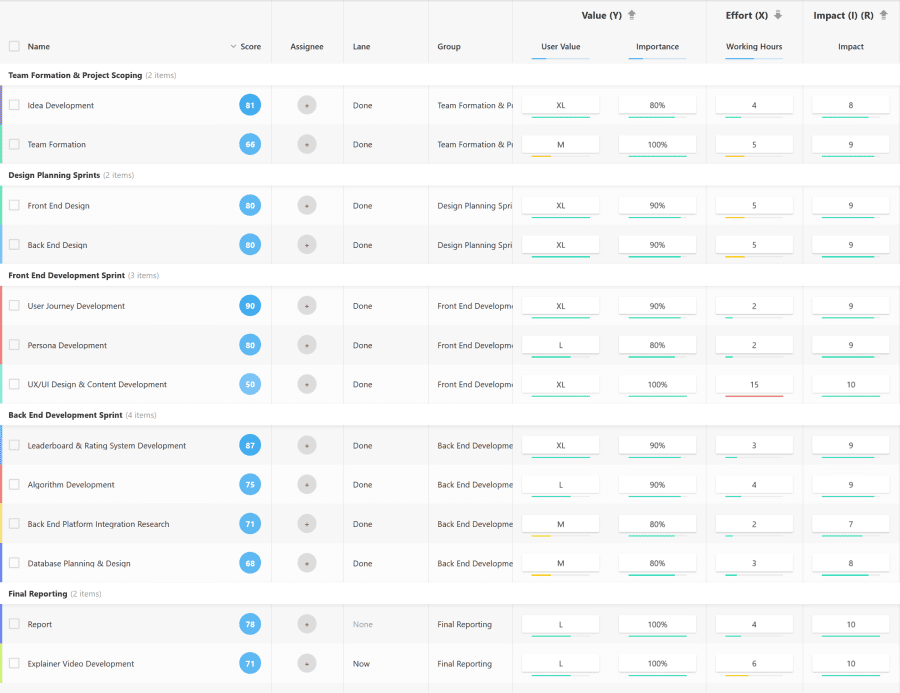 Value (Y) Effort (X) Impact (I) (R)
Name Score Assignee Lane Group User Value Importance Working Hours Impact
Team Formation & Project Scoping (2 items)
Idea Development 81 + Done Team Formation & Pr XL 80% 4 8
Team Formation 66 + Done Team Formation & Pr M 100% 5 9
Design Planning Sprints (2 items)
Front End Design 80 + Done Design Planning Spri XL 90% 5 9
Back End Design 80 + Done Design Planning Spri XL 90% 5 9
Front End Development Sprint (3 items)
User Journey Development 90 + Done Front End Developme XL 90% 2 9
Persona Development 80 + Done Front End Developme L 80% 2 9
UX/UI Design & Content Development 50 + Done Front End Developme XL 100% 15 10
Back End Development Sprint (4 items)
Leaderboard & Rating System Development 87 + Done Back End Developme XL 90% 3 9
Algorithm Development 75 + Done Back End Developme L 90% 4 9
Back End Platform Integration Research 71 + Done Back End Developme M 80% 2 7
Database Planning & Design 68 + Done Back End Developme M 80% 3 8
Final Reporting (2 items)
Report 78 + None Final Reporting L 100% 4 10
Explainer Video Development 71 + Now Final Reporting L 100% 6 10